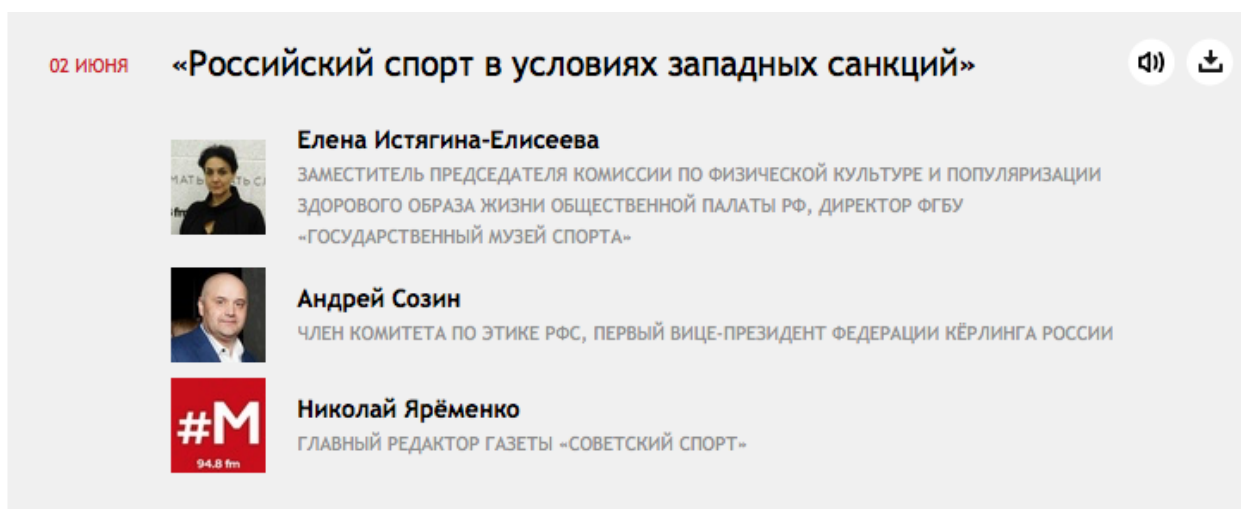 02 ИЮНЯ
«Российский спорт в условиях западных санкций»
Елена Истягина-Елисеева
ЗАМЕСТИТЕЛЬ ПРЕДСЕДАТЕЛЯ КОМИССИИ ПО ФИЗИЧЕСКОЙ КУЛЬТУРЕ И ПОПУЛЯРИЗАЦИИ
ЗДОРОВОГО ОБРАЗА ЖИЗНИ ОБЩЕСТВЕННОЙ ПАЛАТЫ РФ, ДИРЕКТОР ФГБУ
«ГОСУДАРСТВЕННЫЙ МУЗЕЙ СПОРТА»
Андрей Созин
ЧЛЕН КОМИТЕТА ПО ЭТИКЕ РФС, ПЕРВЫЙ ВИЦЕ-ПРЕЗИДЕНТ ФЕДЕРАЦИИ КЁРЛИНГА РОССИИ
#М
94.8 fm
Николай Ярёменко
ГЛАВНЫЙ РЕДАКТОР ГАЗЕТЫ «СОВЕТСКИЙ СПОРТ»